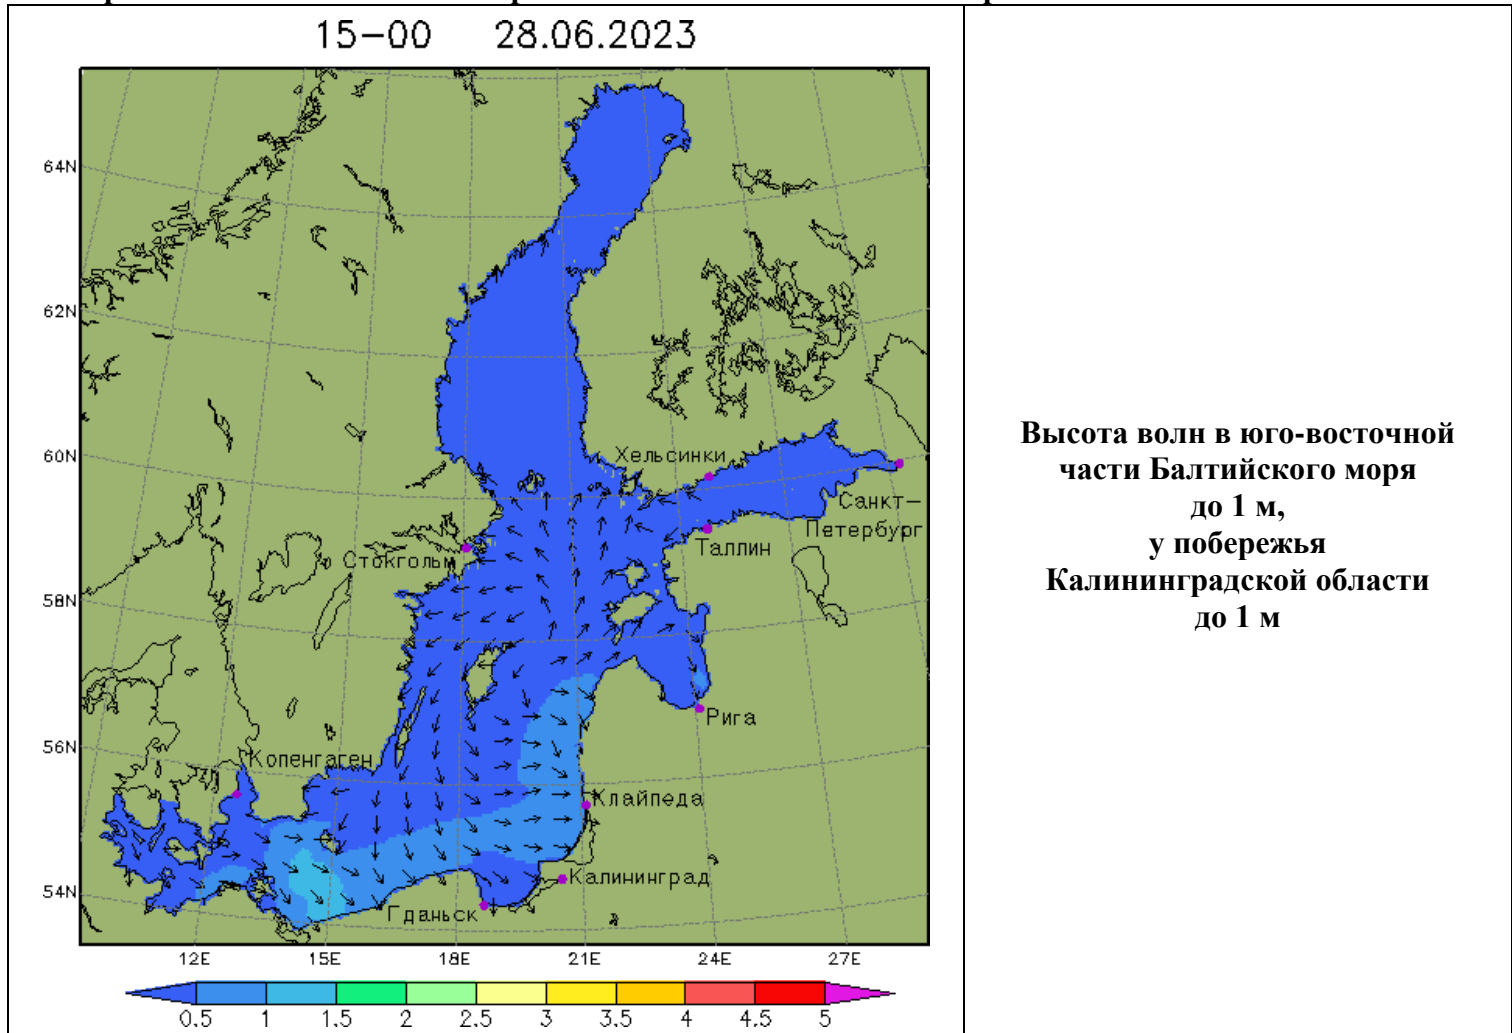 15-00 28.06.2023
64N
62N
60N
58N
56N
54N
Хельсинки
Санкт-
Петербург
Таллин
Стокгольм
Рига
Копенгаген
Клайпеда
Калининград
Гданьск
12E 15E 18E 21E 24E 27E
0.5 1 1.5 2 2.5 3 3.5 4 4.5 5
Высота волн в юго-восточной
части Балтийского моря
до 1 м,
у побережья
Калининградской области
до 1 м